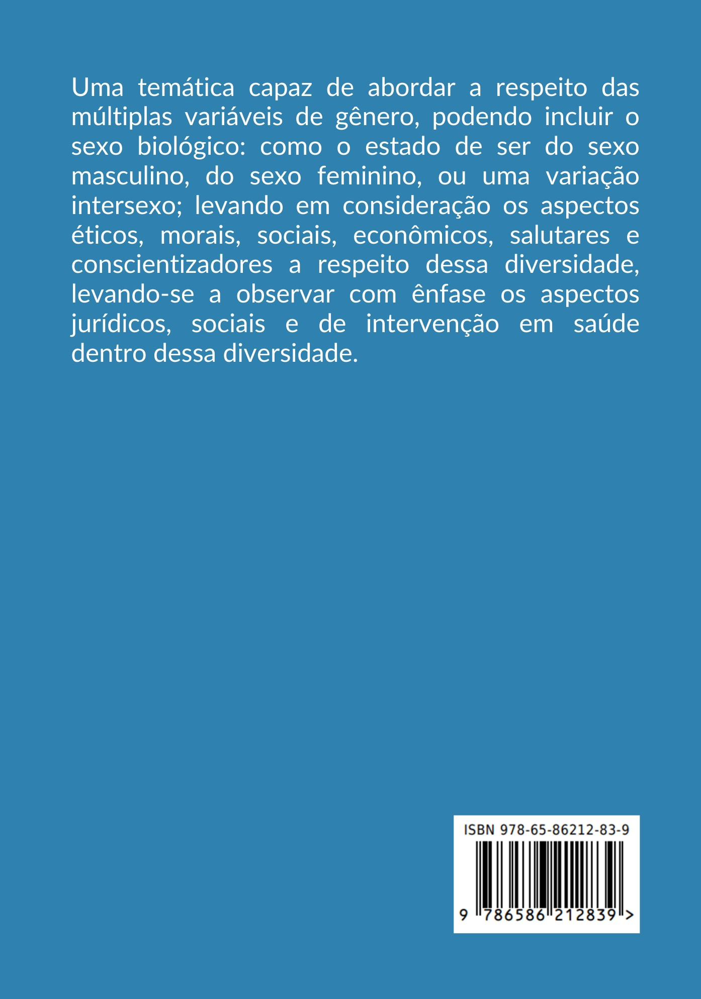 Uma temática capaz de abordar a respeito das
múltiplas variáveis de gênero, podendo incluir o
sexo biológico: como o estado de ser do sexo
masculino, do sexo feminino, ou uma variação
intersexo; levando em consideração os aspectos
éticos, morais, sociais, econômicos, salutares e
conscientizadores a respeito dessa diversidade,
levando-se a observar com ênfase os aspectos
jurídicos, sociais e de intervenção em saúde
dentro dessa diversidade.
ISBN 978-65-86212-83-9
9 786586 212839 >